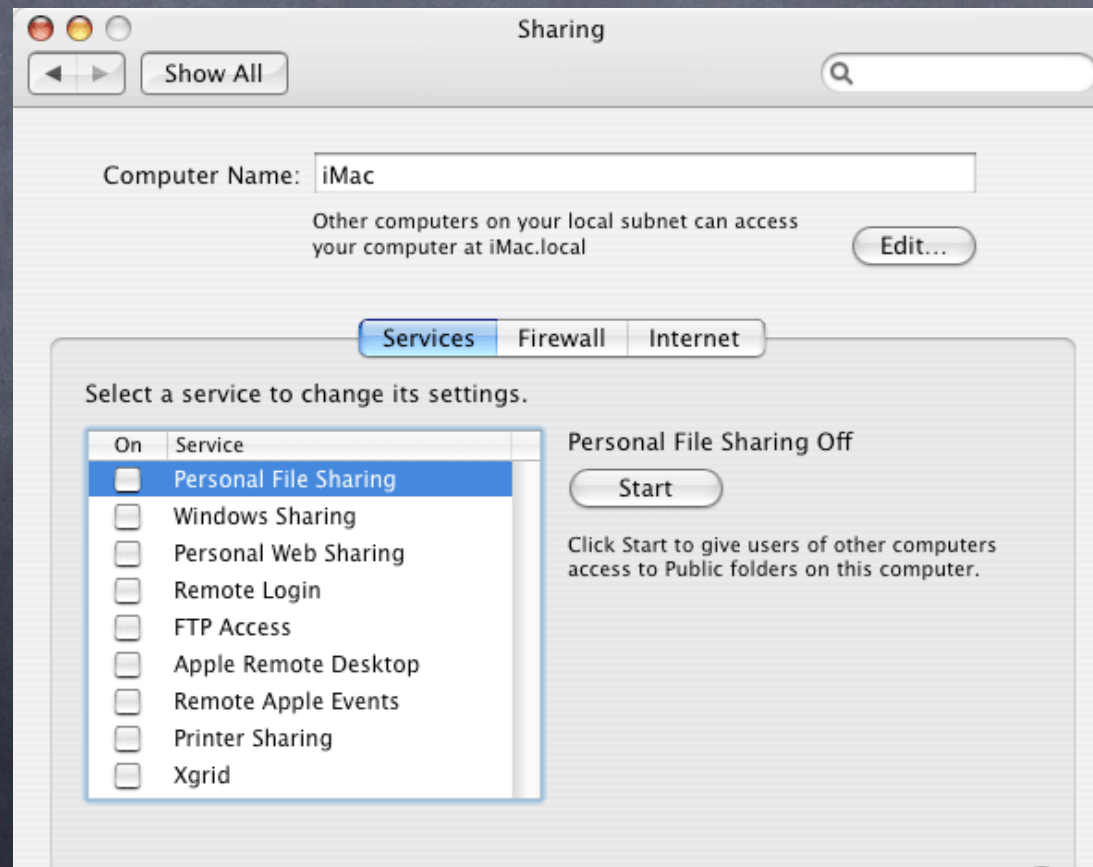 Sharing
Show All
Computer Name: iMac
Other computers on your local subnet can access
your computer at iMac.local
Edit...
Services Firewall Internet
Select a service to change its settings.
On Service
Personal File Sharing
Windows Sharing
Personal Web Sharing
Remote Login
FTP Access
Apple Remote Desktop
Remote Apple Events
Printer Sharing
Xgrid
Personal File Sharing Off
Start
Click Start to give users of other computers
access to Public folders on this computer.